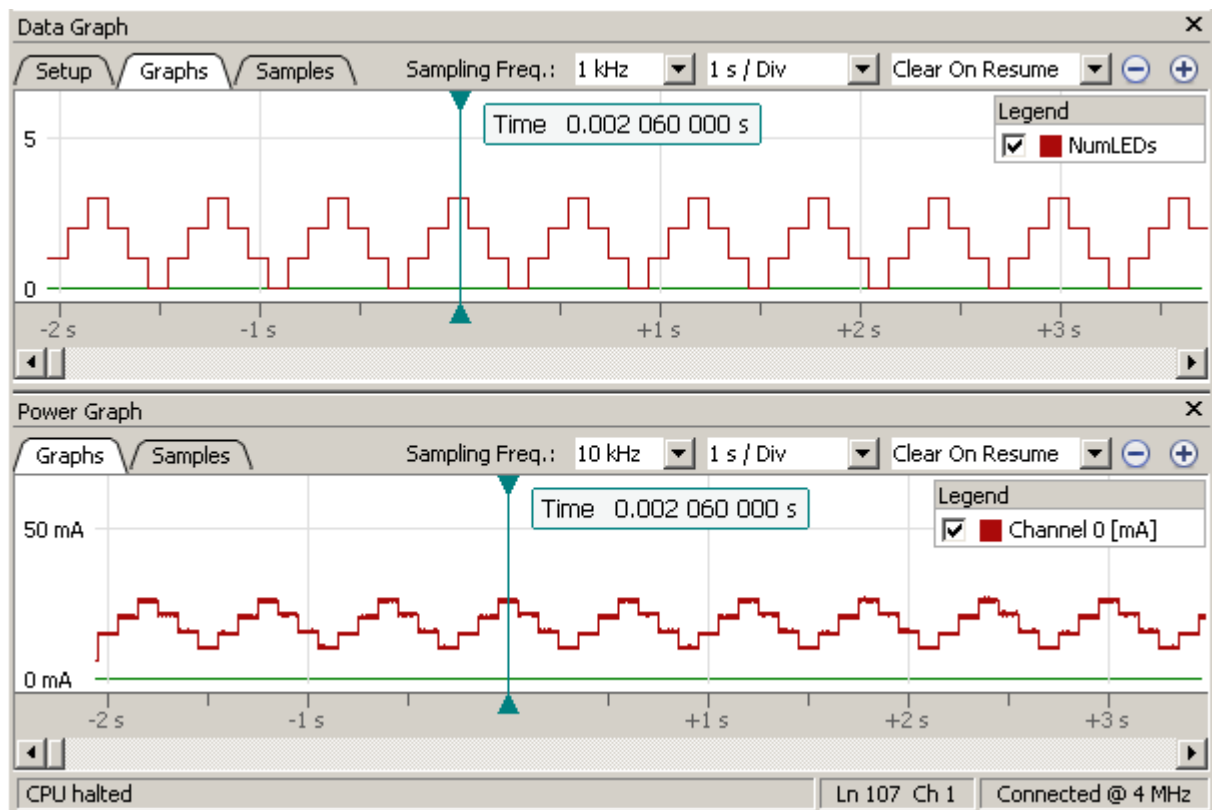 Data Graph
Setup Graphs Samples Sampling Freq.: 1 kHz 1 s / Div Clear On Resume
Time 0.002 060 000 s
Legend
NumLEDs
5
0
-2 s -1 s +1 s +2 s +3 s
Power Graph
Graphs Samples Sampling Freq.: 10 kHz 1 s / Div Clear On Resume
Time 0.002 060 000 s
Legend
Channel 0 [mA]
50 mA
0 mA
-2 s -1 s +1 s +2 s +3 s
CPU halted Ln 107 Ch 1 Connected @ 4 MHz